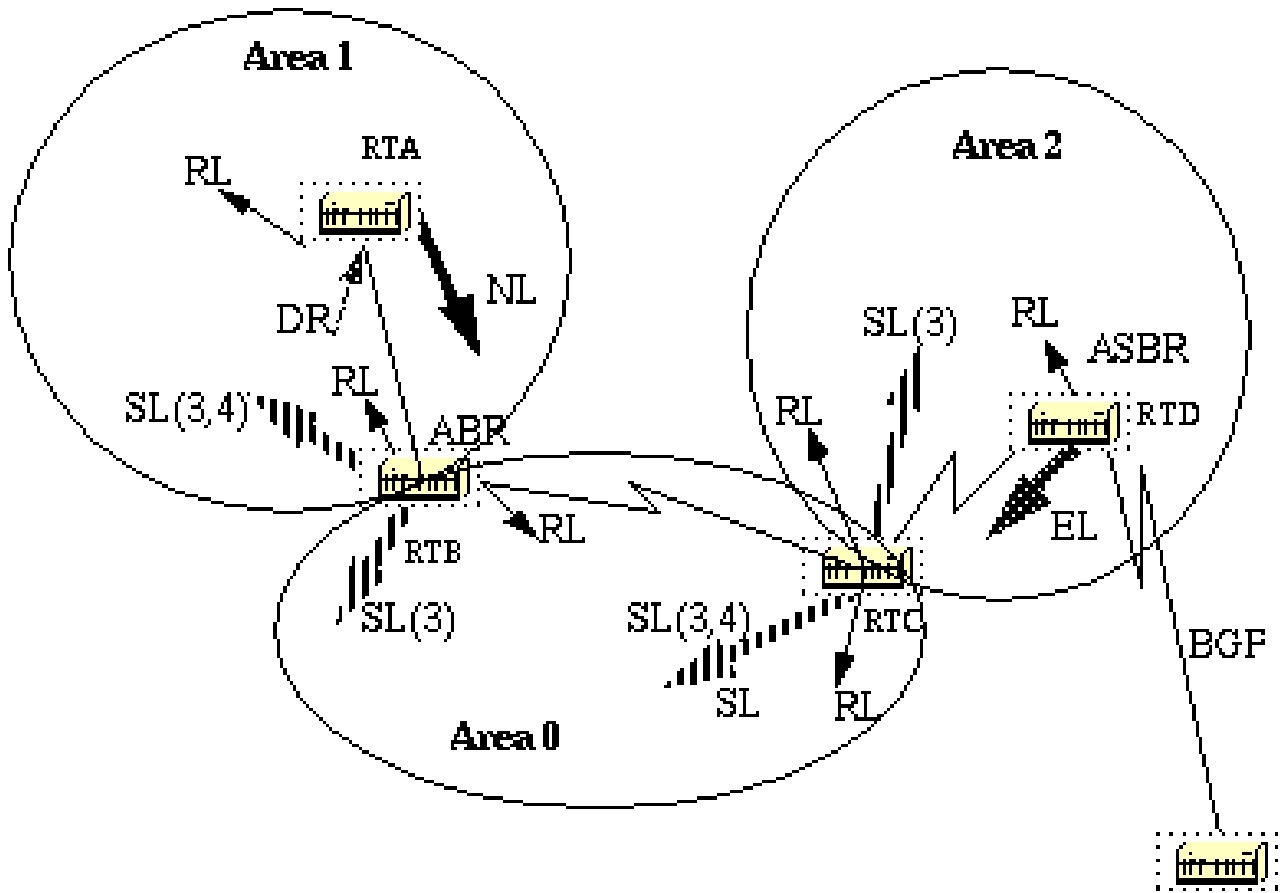 Area 1
RTA
RL
DR
NL
RL
SL(3,4)
ABR
RTB
RL
SL(3)
Area 0
SL(3,4)
SL
RTC
RL
Area 2
SL(3)
RL
RL
ASBR
RTD
EL
BGP